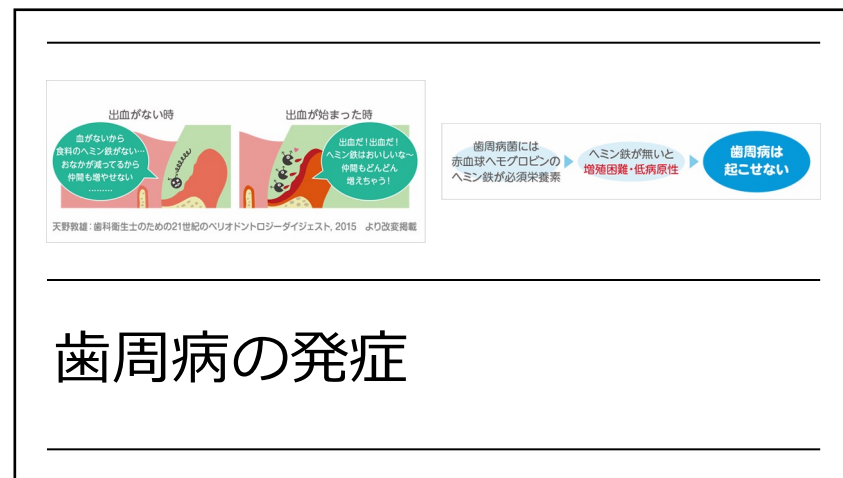 出血がない時
血がないから
食料のヘミン鉄がない…
おなかが減ってるから
仲間も増やせない
………
出血が始まった時
出血だ!出血だ!
ヘミン鉄はおいしいな～
仲間もどんどん
増えちゃう!
天野敦雄:歯科衛生士のための21世紀のペリオドントロジーダイジェスト, 2015 より改変掲載
歯周病菌には
赤血球ヘモグロビンの
ヘミン鉄が必須栄養素
ヘミン鉄が無いと
増殖困難・低病原性
歯周病は
起こせない
歯周病の発症